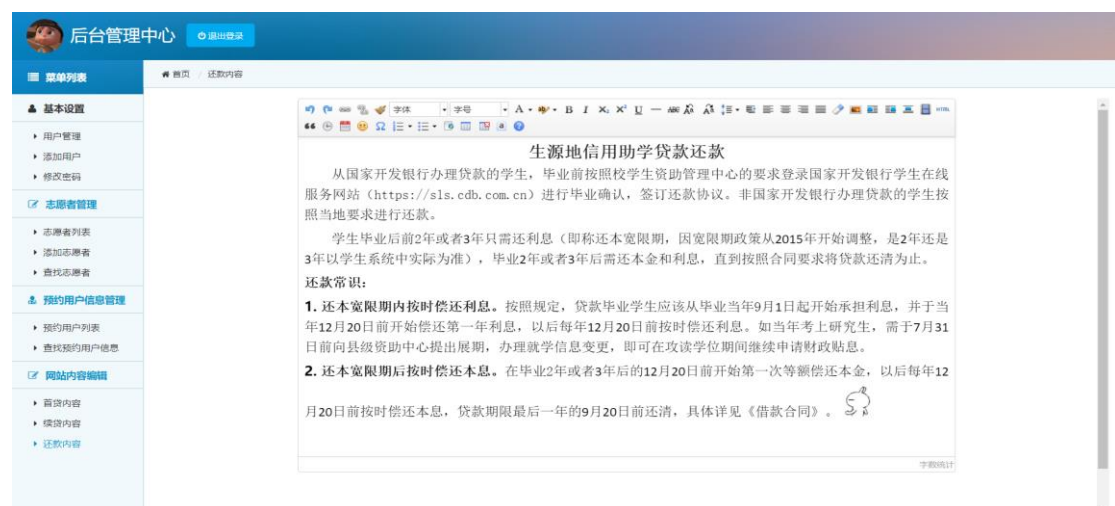 后台管理中心 退出登录
菜单列表
首页 / 还款内容
基本设置
用户管理
添加用户
修改密码
志愿者管理
志愿者列表
添加志愿者
查找志愿者
预约用户信息管理
预约用户列表
查找预约用户信息
网站内容编辑
首贷内容
续贷内容
还款内容
字体 字号 A B I X₂ X² U ABC HTML
生源地信用助学贷款还款
从国家开发银行办理贷款的学生，毕业前按照校学生资助管理中心的要求登录国家开发银行学生在线
服务网站（https://sls.cdb.com.cn）进行毕业确认，签订还款协议。非国家开发银行办理贷款的学生按
照当地要求进行还款。
学生毕业后前2年或者3年只需还利息（即称还本宽限期，因宽限期政策从2015年开始调整，是2年还是
3年以学生系统中实际为准），毕业2年或者3年后需还本金和利息，直到按照合同要求将贷款还清为止。
还款常识：
1. 还本宽限期内按时偿还利息。按照规定，贷款毕业学生应该从毕业当年9月1日起开始承担利息，并于当
年12月20日前开始偿还第一年利息，以后每年12月20日前按时偿还利息。如当年考上研究生，需于7月31
日前向县级资助中心提出展期，办理就学信息变更，即可在攻读学位期间继续申请财政贴息。
2. 还本宽限期后按时偿还本息。在毕业2年或者3年后的12月20日前开始第一次等额偿还本金，以后每年12
月20日前按时偿还本息，贷款期限最后一年的9月20日前还清，具体详见《借款合同》。
字数统计